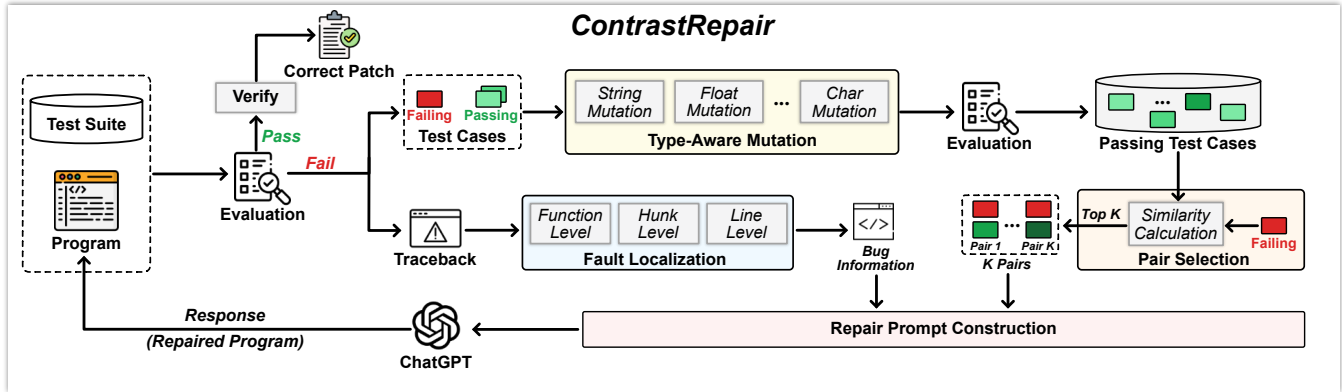 ContrastRepair
Test Suite
Program
Correct Patch
Verify
Pass
Evaluation
Fail
Failing
Passing
Test Cases
String
Mutation
Float
Mutation
...
Char
Mutation
Type-Aware Mutation
Evaluation
...
Passing Test Cases
Traceback
Function
Level
Hunk
Level
Line
Level
Fault Localization
</>
Bug
Information
...
Pair 1
Pair K
K Pairs
Top K
Similarity
Calculation
Failing
Pair Selection
Repair Prompt Construction
ChatGPT
Response
(Repaired Program)